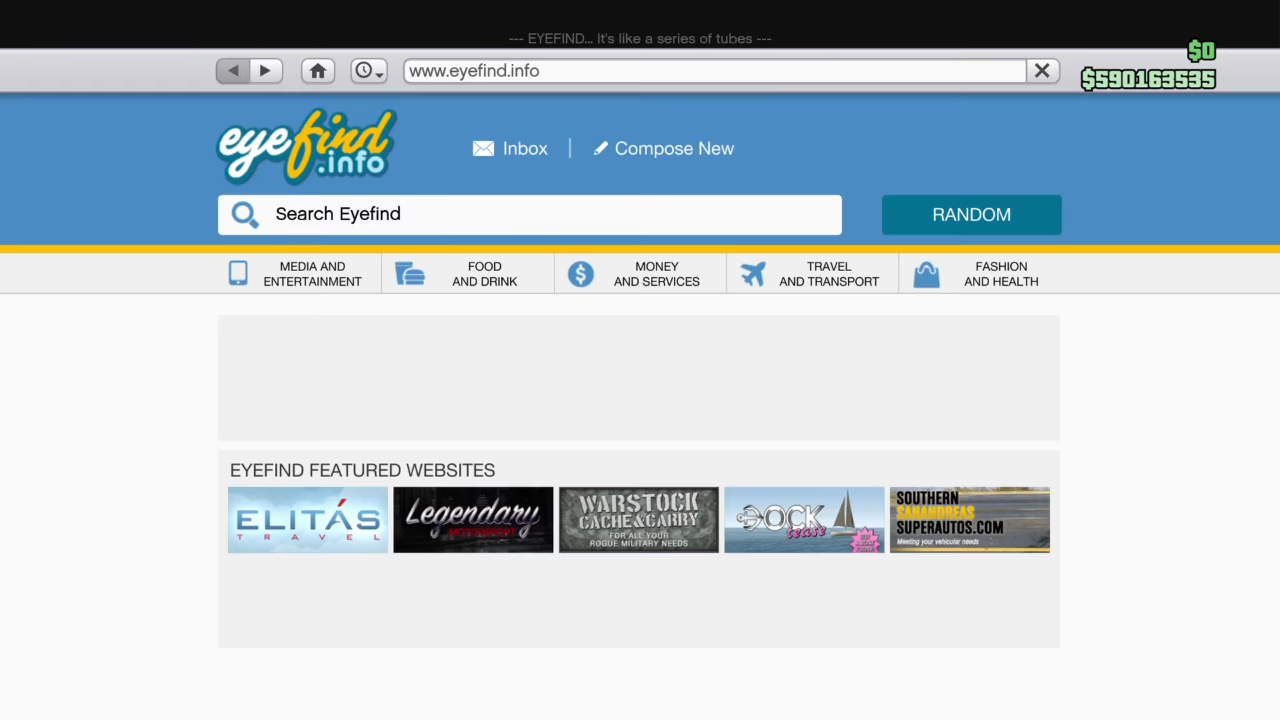 --- EYEFIND... It's like a series of tubes ---
$0
www.eyefind.info
$590163535
eyefind
.info
Inbox
Compose New
Search Eyefind
RANDOM
MEDIA AND
ENTERTAINMENT
FOOD
AND DRINK
MONEY
AND SERVICES
TRAVEL
AND TRANSPORT
FASHION
AND HEALTH
EYEFIND FEATURED WEBSITES
ELITÁS
TRAVEL
Legendary
MOTORSPORT
WARSTOCK
CACHE&CARRY
FOR ALL YOUR
ROGUE MILITARY NEEDS
DOCK
tease
SOUTHERN
SANANDREAS
SUPERAUTOS.COM
Meeting your vehicular needs